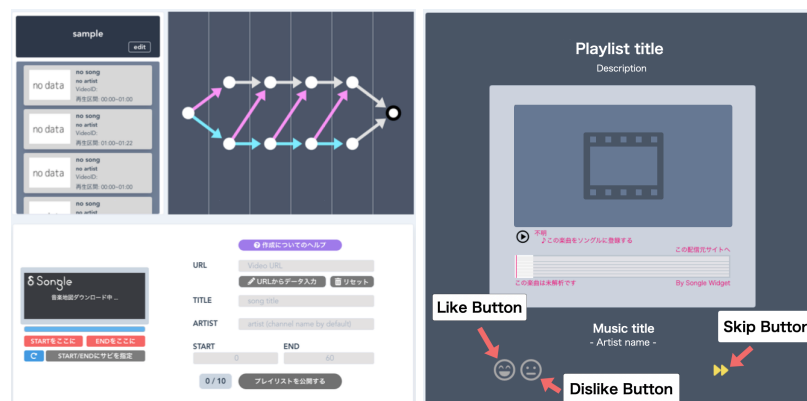 sample
edit
no data
no song
no artist
VideoID:
再生区間: 00:00~01:00
no data
no song
no artist
VideoID:
再生区間: 01:00~01:22
no data
no song
no artist
VideoID:
再生区間: 00:00~01:00
no song
no artist
作成についてのヘルプ
URL
Video URL
URLからデータ入力
リセット
TITLE
song title
ARTIST
artist (channel name by default)
START
END
0
60
0 / 10
プレイリストを公開する
Songle
音楽地図ダウンロード中 ...
STARTをここに
ENDをここに
START/ENDにサビを指定
Playlist title
Description
不明
♪この楽曲をソングルに登録する
この配信元サイトへ
この楽曲は未解析です
By Songle Widget
Music title
- Artist name -
Like Button
Dislike Button
Skip Button